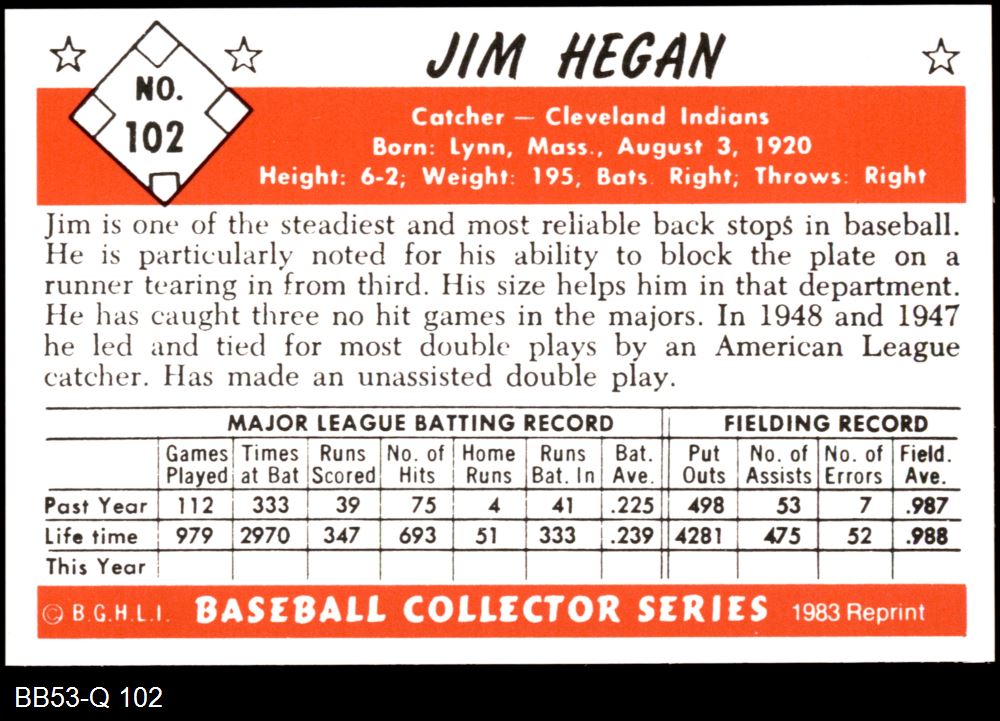 JIM HEGAN
NO.
102
Catcher — Cleveland Indians
Born: Lynn, Mass., August 3, 1920
Height: 6-2; Weight: 195, Bats Right; Throws: Right
Jim is one of the steadiest and most reliable back stops in baseball.
He is particularly noted for his ability to block the plate on a
runner tearing in from third. His size helps him in that department.
He has caught three no hit games in the majors. In 1948 and 1947
he led and tied for most double plays by an American League
catcher. Has made an unassisted double play.
MAJOR LEAGUE BATTING RECORD FIELDING RECORD
Games Times Runs No. of Home Runs Bat. Put No. of No. of Field.
Played at Bat Scored Hits Runs Bat. In Ave. Outs Assists Errors Ave.
Past Year 112 333 39 75 4 41 .225 498 53 7 .987
Life time 979 2970 347 693 51 333 .239 4281 475 52 .988
This Year
© B.G.H.L.I. BASEBALL COLLECTOR SERIES 1983 Reprint
BB53-Q 102